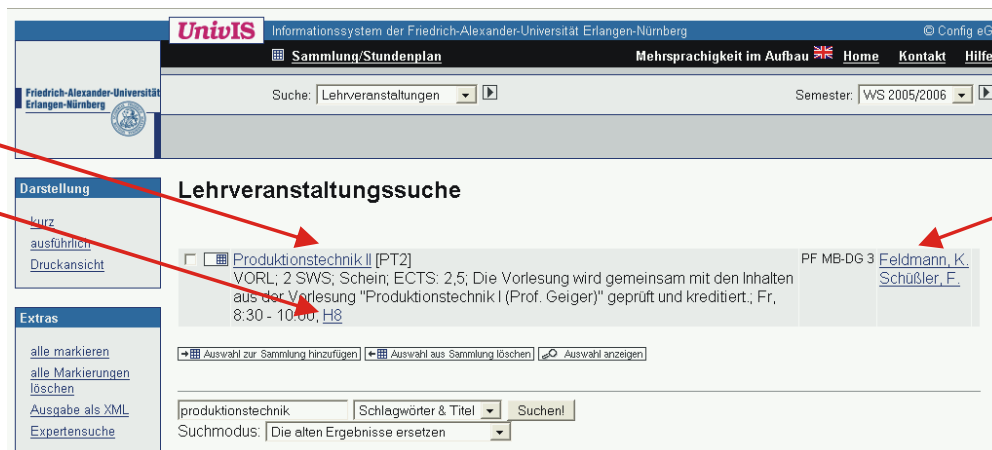 UnivIS Informationssystem der Friedrich-Alexander-Universität Erlangen-Nürnberg © Config eG
Sammlung/Stundenplan Mehrsprachigkeit im Aufbau Home Kontakt Hilfe
Friedrich-Alexander-Universität
Erlangen-Nürnberg
Suche: Lehrveranstaltungen Semester: WS 2005/2006
Darstellung
kurz
ausführlich
Druckansicht
Lehrveranstaltungssuche
Produktionstechnik II [PT2] PF MB-DG 3 Feldmann, K.
VORL; 2 SWS; Schein; ECTS: 2,5; Die Vorlesung wird gemeinsam mit den Inhalten Schüßler, F.
aus der Vorlesung "Produktionstechnik I (Prof. Geiger)" geprüft und kreditiert.; Fr,
8:30 - 10:00, H8
Extras
alle markieren
alle Markierungen
löschen
Ausgabe als XML
Expertensuche
Auswahl zur Sammlung hinzufügen Auswahl aus Sammlung löschen Auswahl anzeigen
produktionstechnik Schlagwörter & Titel Suchen!
Suchmodus: Die alten Ergebnisse ersetzen